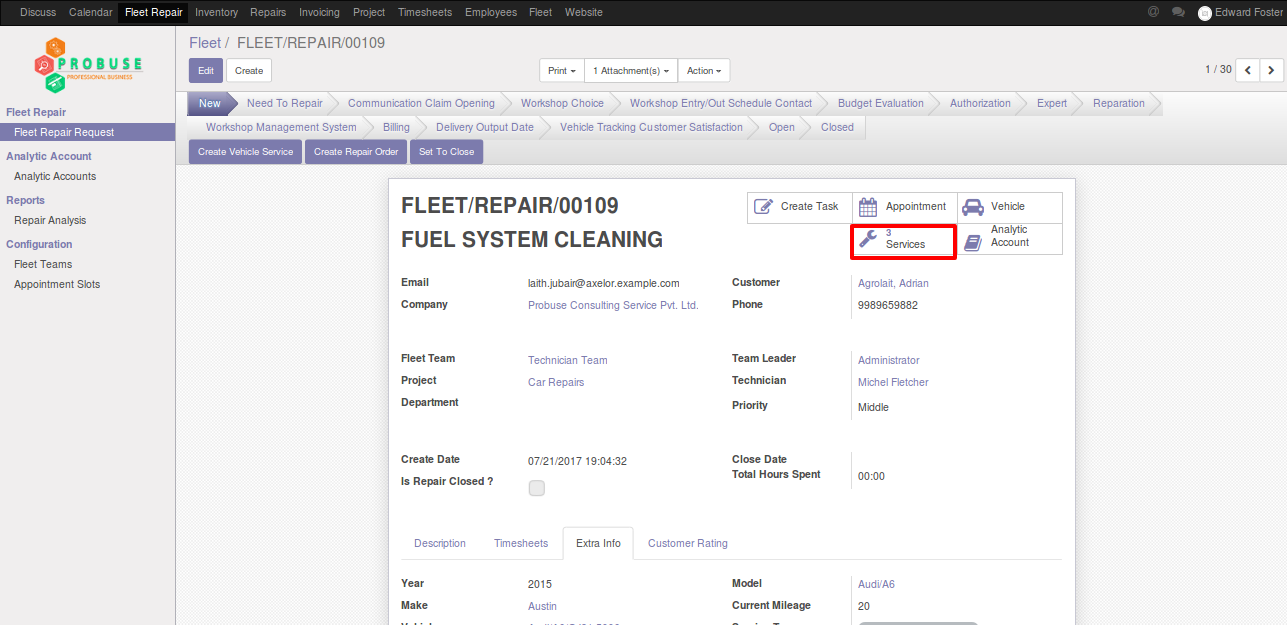 Discuss Calendar Fleet Repair Inventory Repairs Invoicing Project Timesheets Employees Fleet Website @ Edward Foster
PROBUSE
PROFESSIONAL BUSINESS
Fleet Repair
Fleet Repair Request
Analytic Account
Analytic Accounts
Reports
Repair Analysis
Configuration
Fleet Teams
Appointment Slots
Fleet / FLEET/REPAIR/00109
Edit Create Print 1 Attachment(s) Action 1 / 30
New Need To Repair Communication Claim Opening Workshop Choice Workshop Entry/Out Schedule Contact Budget Evaluation Authorization Expert Reparation
Workshop Management System Billing Delivery Output Date Vehicle Tracking Customer Satisfaction Open Closed
Create Vehicle Service Create Repair Order Set To Close
Create Task Appointment Vehicle
3
Services
Analytic
Account
FLEET/REPAIR/00109
FUEL SYSTEM CLEANING
Email laith.jubair@axelor.example.com Customer Agrolait, Adrian
Company Probuse Consulting Service Pvt. Ltd. Phone 9989659882
Fleet Team Technician Team Team Leader Administrator
Project Car Repairs Technician Michel Fletcher
Department Priority Middle
Create Date 07/21/2017 19:04:32 Close Date
Is Repair Closed ? Total Hours Spent 00:00
Description Timesheets Extra Info Customer Rating
Year 2015 Model Audi/A6
Make Austin Current Mileage 20